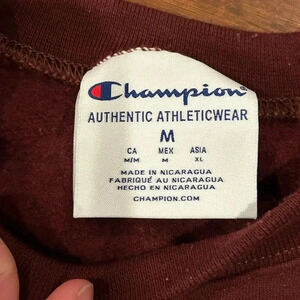 Champion
AUTHENTIC ATHLETICWEAR
M
CA MEX ASIA
M/M M XL
MADE IN NICARAGUA
FABRIQUÉ AU NICARAGUA
HECHO EN NICARAGUA
CHAMPION.COM